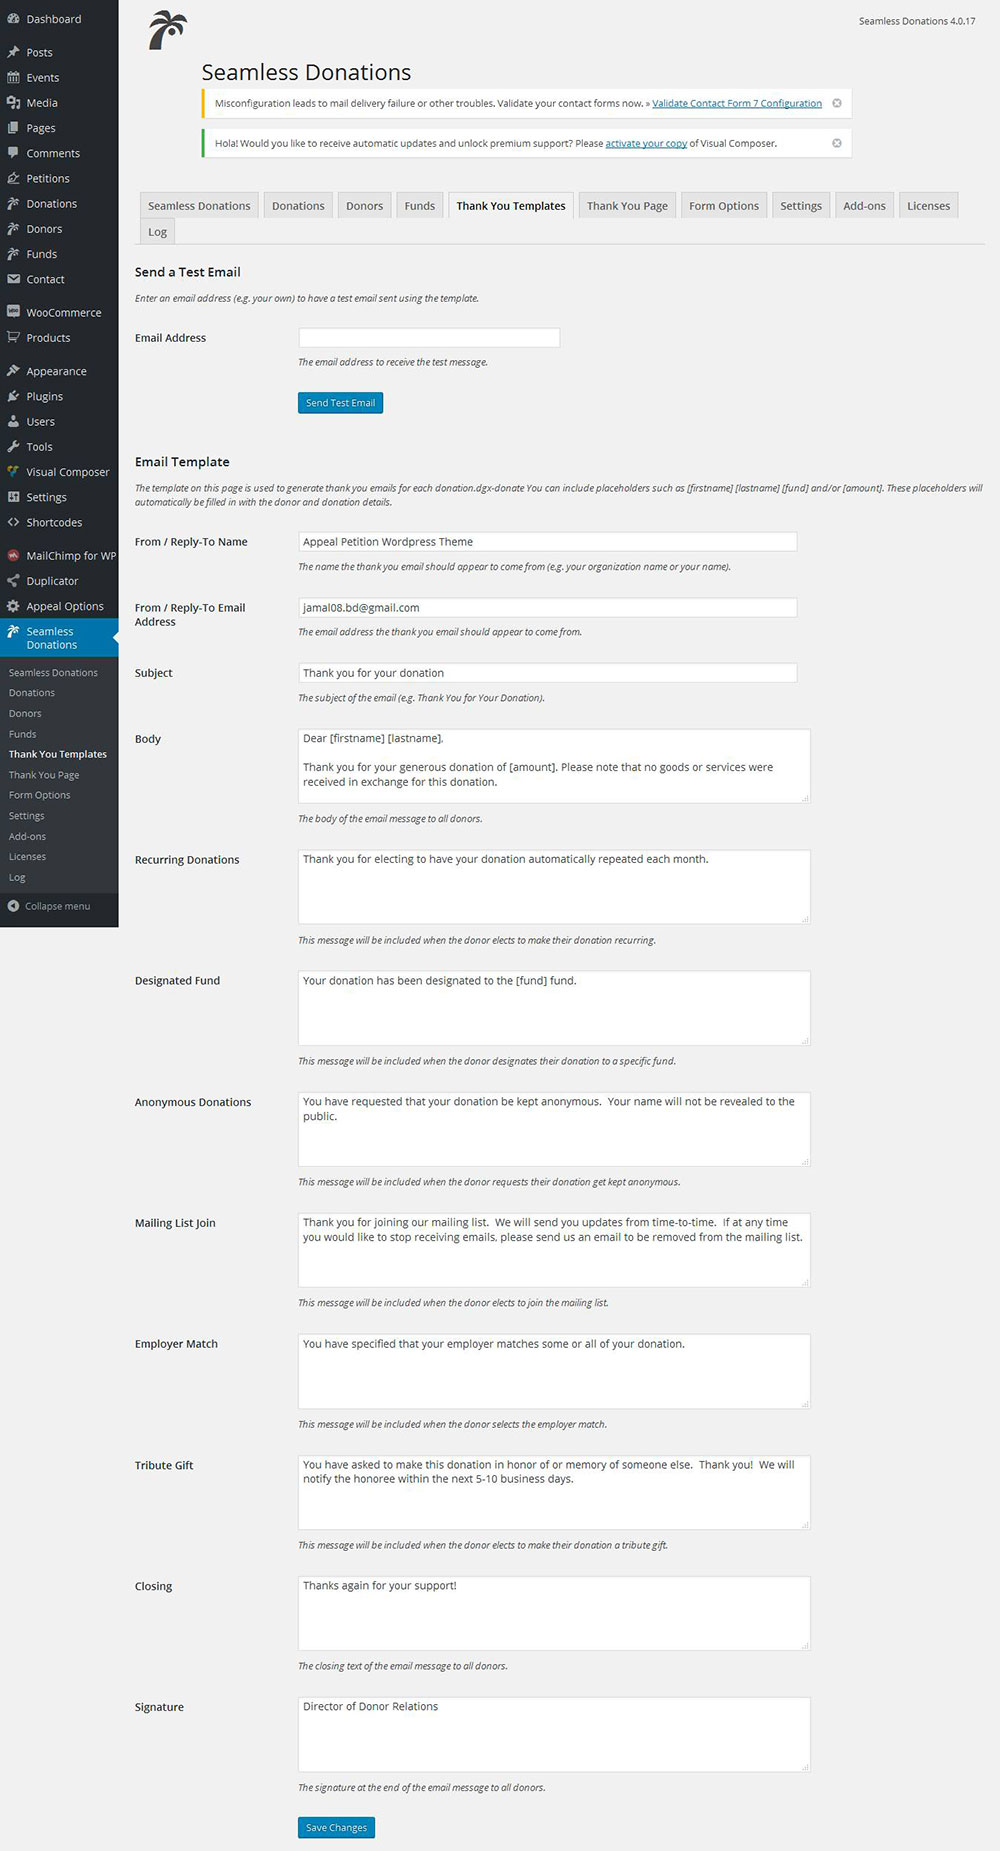 Dashboard
Posts
Events
Media
Pages
Comments
Petitions
Donations
Donors
Funds
Contact
WooCommerce
Products
Appearance
Plugins
Users
Tools
Visual Composer
Settings
Shortcodes
MailChimp for WP
Duplicator
Appeal Options
Seamless
Donations
Seamless Donations
Donations
Donors
Funds
Thank You Templates
Thank You Page
Form Options
Settings
Add-ons
Licenses
Log
Collapse menu
Seamless Donations 4.0.17
Seamless Donations
Misconfiguration leads to mail delivery failure or other troubles. Validate your contact forms now. » Validate Contact Form 7 Configuration
Hola! Would you like to receive automatic updates and unlock premium support? Please activate your copy of Visual Composer.
Seamless Donations Donations Donors Funds Thank You Templates Thank You Page Form Options Settings Add-ons Licenses
Log
Send a Test Email
Enter an email address (e.g. your own) to have a test email sent using the template.
Email Address
The email address to receive the test message.
Send Test Email
Email Template
The template on this page is used to generate thank you emails for each donation.dgx-donate You can include placeholders such as [firstname] [lastname] [fund] and/or [amount]. These placeholders will
automatically be filled in with the donor and donation details.
From / Reply-To Name
Appeal Petition Wordpress Theme
The name the thank you email should appear to come from (e.g. your organization name or your name).
From / Reply-To Email
Address
jamal08.bd@gmail.com
The email address the thank you email should appear to come from.
Subject
Thank you for your donation
The subject of the email (e.g. Thank You for Your Donation).
Body
Dear [firstname] [lastname],
Thank you for your generous donation of [amount]. Please note that no goods or services were
received in exchange for this donation.
The body of the email message to all donors.
Recurring Donations
Thank you for electing to have your donation automatically repeated each month.
This message will be included when the donor elects to make their donation recurring.
Designated Fund
Your donation has been designated to the [fund] fund.
This message will be included when the donor designates their donation to a specific fund.
Anonymous Donations
You have requested that your donation be kept anonymous.  Your name will not be revealed to the
public.
This message will be included when the donor requests their donation get kept anonymous.
Mailing List Join
Thank you for joining our mailing list.  We will send you updates from time-to-time.  If at any time
you would like to stop receiving emails, please send us an email to be removed from the mailing list.
This message will be included when the donor elects to join the mailing list.
Employer Match
You have specified that your employer matches some or all of your donation.
This message will be included when the donor selects the employer match.
Tribute Gift
You have asked to make this donation in honor of or memory of someone else.  Thank you!  We will
notify the honoree within the next 5-10 business days.
This message will be included when the donor elects to make their donation a tribute gift.
Closing
Thanks again for your support!
The closing text of the email message to all donors.
Signature
Director of Donor Relations
The signature at the end of the email message to all donors.
Save Changes